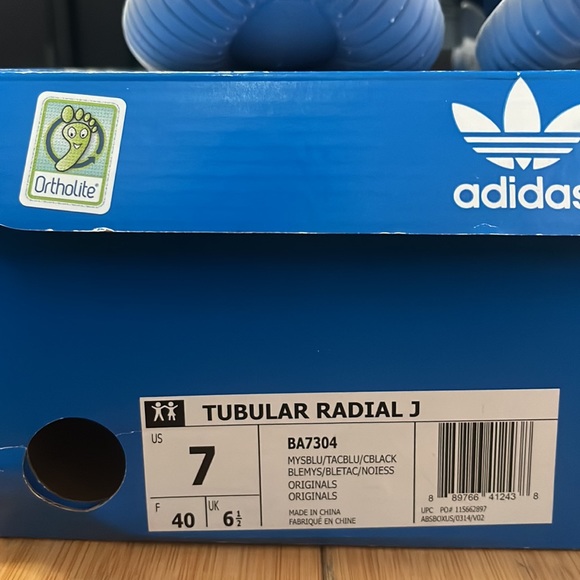 Ortholite®
adidas
TUBULAR RADIAL J
US
7
F
40
UK
6½
BA7304
MYSBLU/TACBLU/CBLACK
BLEMYS/BLETAC/NOIESS
ORIGINALS
ORIGINALS
MADE IN CHINA
FABRIQUÉ EN CHINE
8 89766 41243 8
UPC PO# 115662897
ABSBOXUS/0314/V02